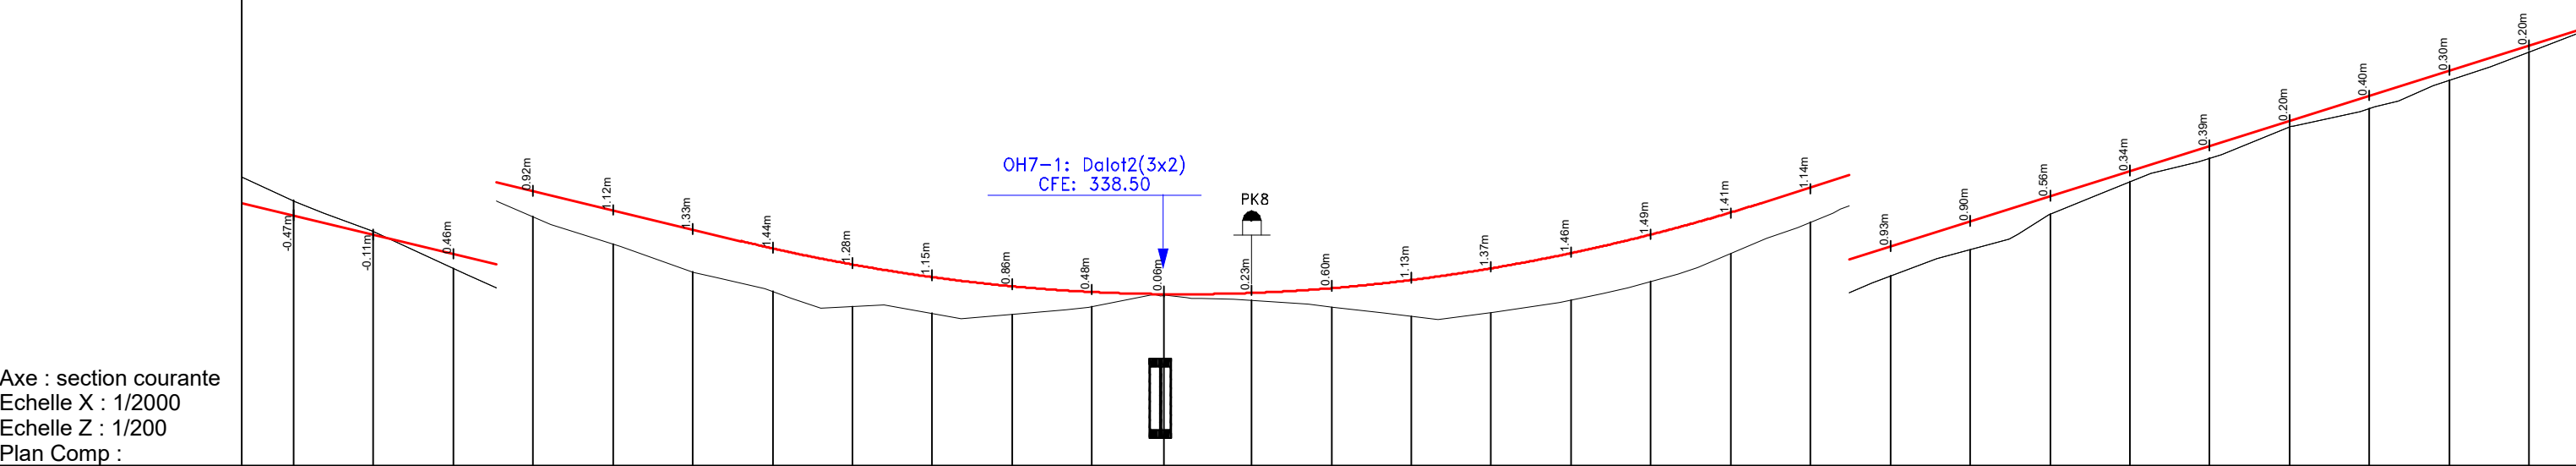 -0.47m
-0.11m
0.46m
0.92m
1.12m
1.33m
1.44m
1.28m
1.15m
0.86m
0.48m
0.06m
OH7-1: Dalot2(3x2)
CFE: 338.50
PK8
0.23m
0.60m
1.13m
1.37m
1.46m
1.49m
1.41m
1.14m
0.93m
0.90m
0.56m
0.34m
0.39m
0.20m
0.40m
0.30m
0.20m
Axe : section courante
Echelle X : 1/2000
Echelle Z : 1/200
Plan Comp :